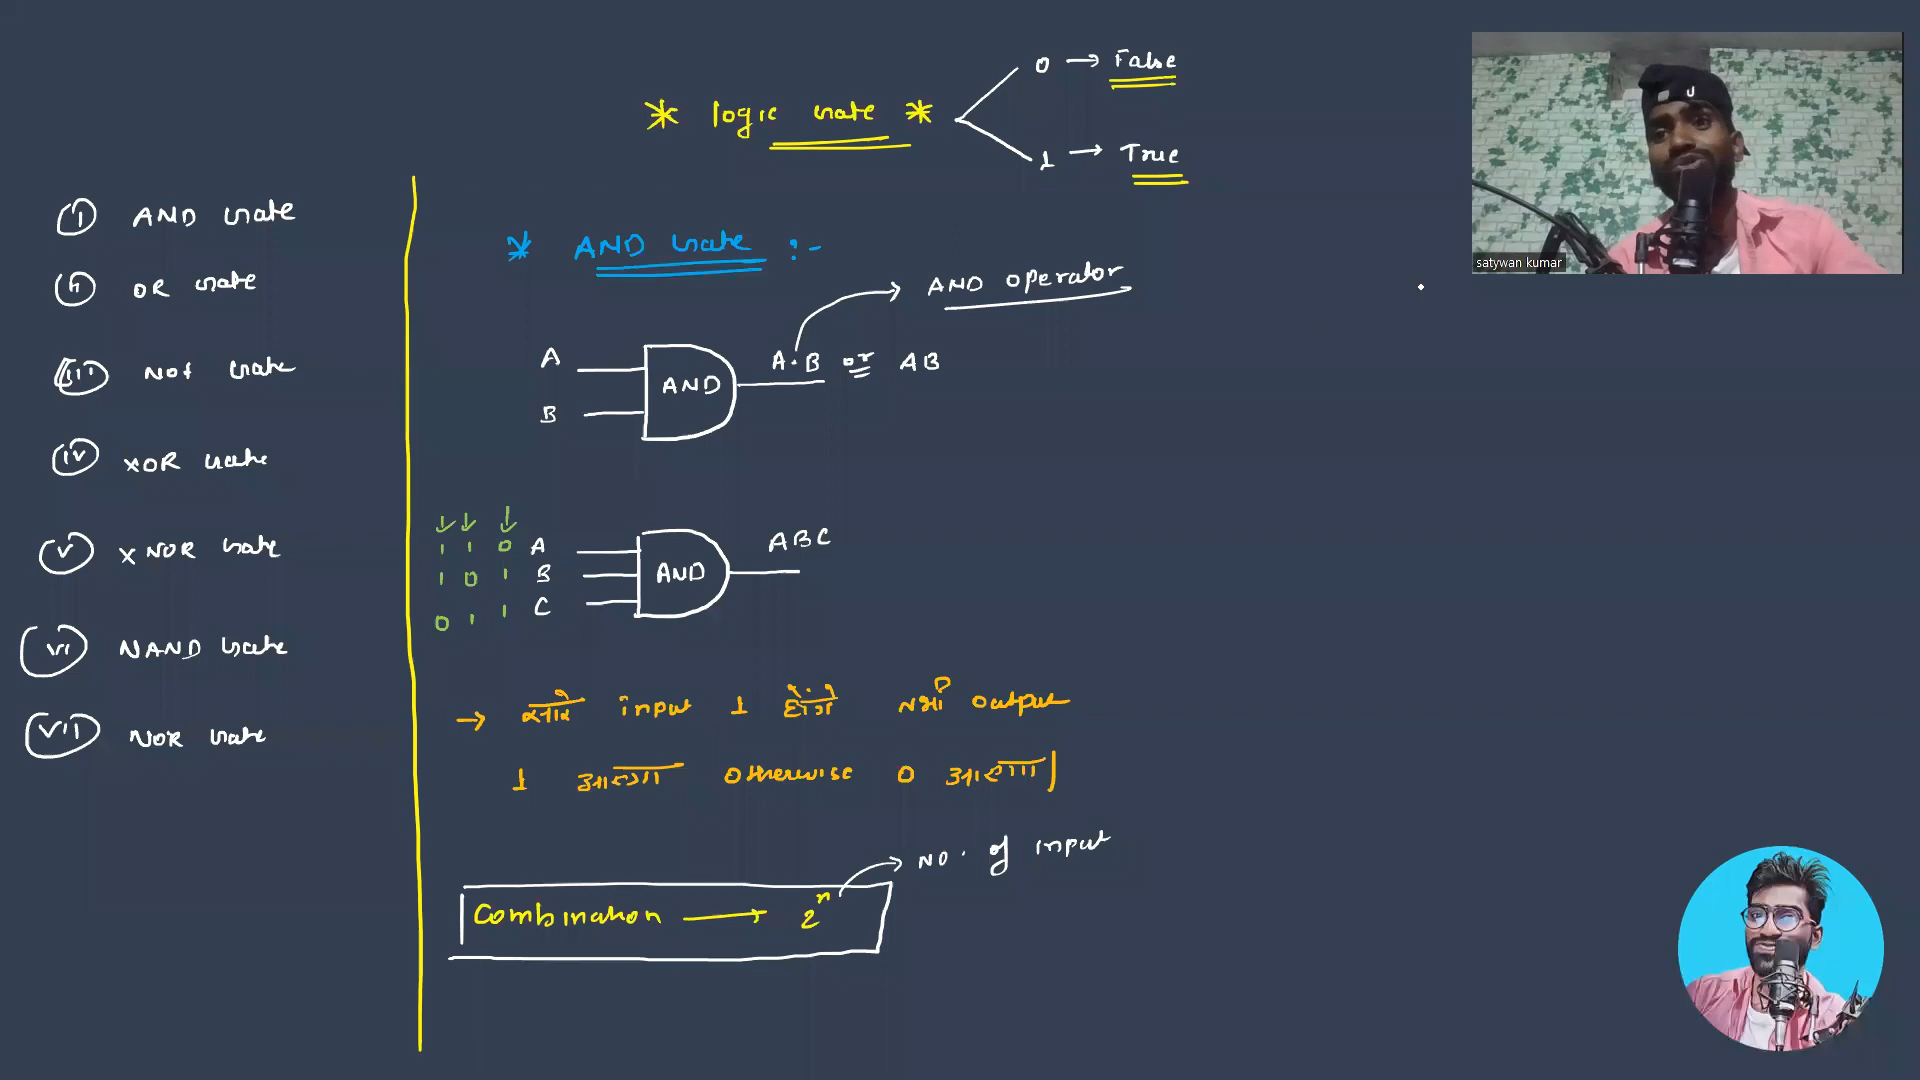 * logic Gate *
0 → False
1 → True
satywan kumar
i AND Gate
ii OR Gate
iii Not Gate
iv XOR Gate
v XNOR Gate
vi NAND Gate
vii NOR Gate
* AND Gate :-
AND operator
A
B
AND
A.B or AB
1 1 0 A
1 0 1 B
0 1 1 C
AND
ABC
→ input 1 होंगे तभी output
1 आएगा otherwise 0 आएगा|
Combination → 2ⁿ
→ No. of input